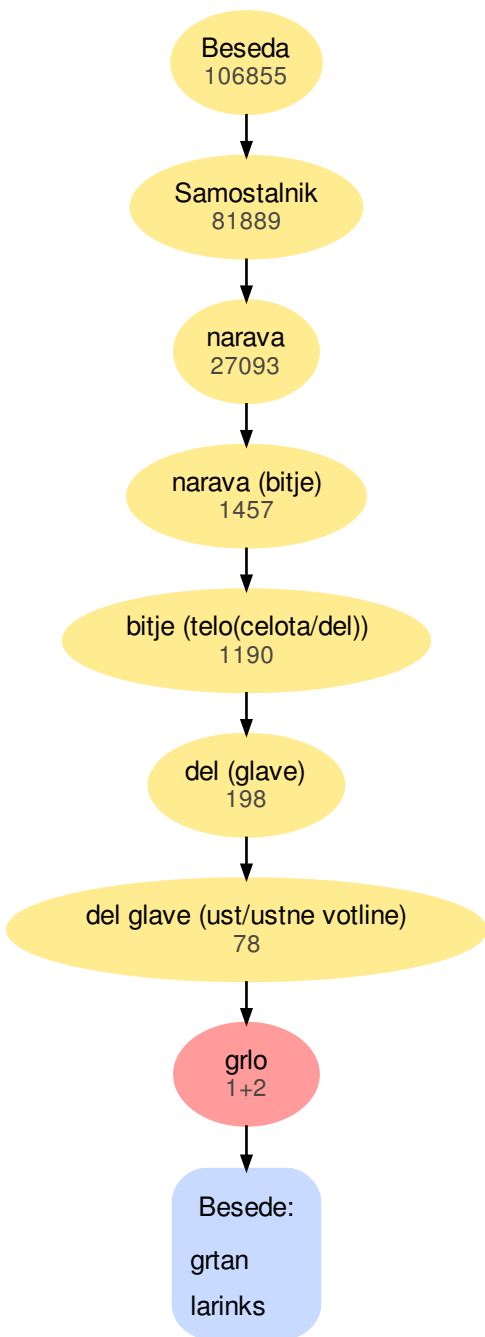 Beseda
106855
Samostalnik
81889
narava
27093
narava (bitje)
1457
bitje (telo(celota/del))
1190
del (glave)
198
del glave (ust/ustne votline)
78
grlo
1+2
Besede:
grtan
larinks